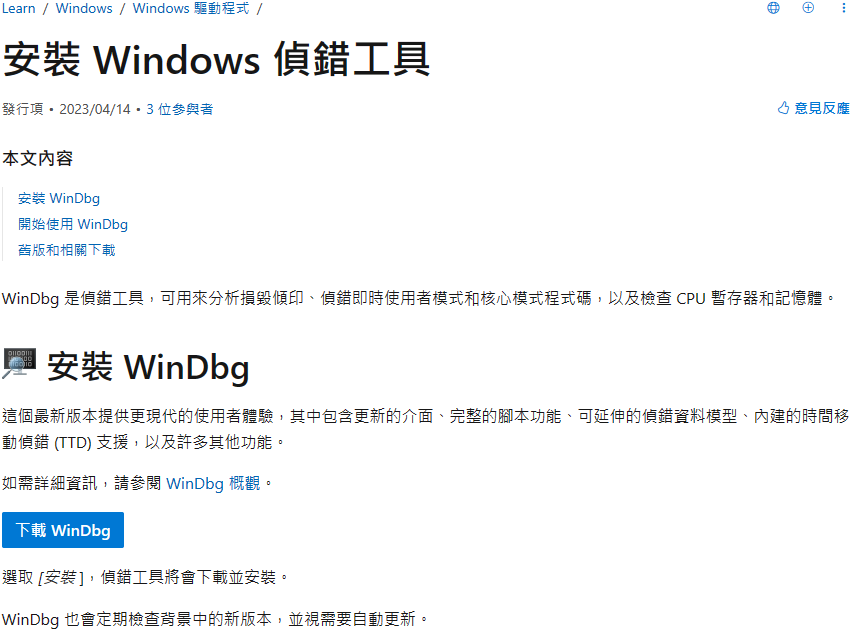 Learn / Windows / Windows 驅動程式 /
安裝 Windows 偵錯工具
發行項 • 2023/04/14 • 3 位參與者
意見反應
本文內容
安裝 WinDbg
開始使用 WinDbg
舊版和相關下載
WinDbg 是偵錯工具，可用來分析損毀傾印、偵錯即時使用者模式和核心模式程式碼，以及檢查 CPU 暫存器和記憶體。
安裝 WinDbg
這個最新版本提供更現代的使用者體驗，其中包含更新的介面、完整的腳本功能、可延伸的偵錯資料模型、內建的時間移
動偵錯 (TTD) 支援，以及許多其他功能。
如需詳細資訊，請參閱 WinDbg 概觀。
下載 WinDbg
選取 [安裝 ]，偵錯工具將會下載並安裝。
WinDbg 也會定期檢查背景中的新版本，並視需要自動更新。